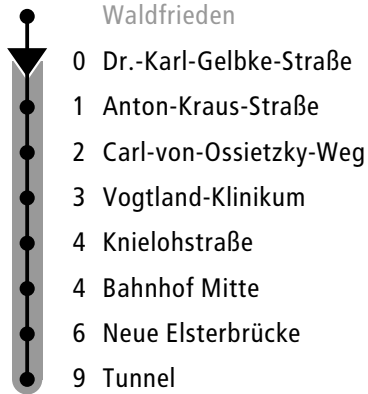 Waldfrieden
0 Dr.-Karl-Gelbke-Straße
1 Anton-Kraus-Straße
2 Carl-von-Ossietzky-Weg
3 Vogtland-Klinikum
4 Knielohstraße
4 Bahnhof Mitte
6 Neue Elsterbrücke
9 Tunnel